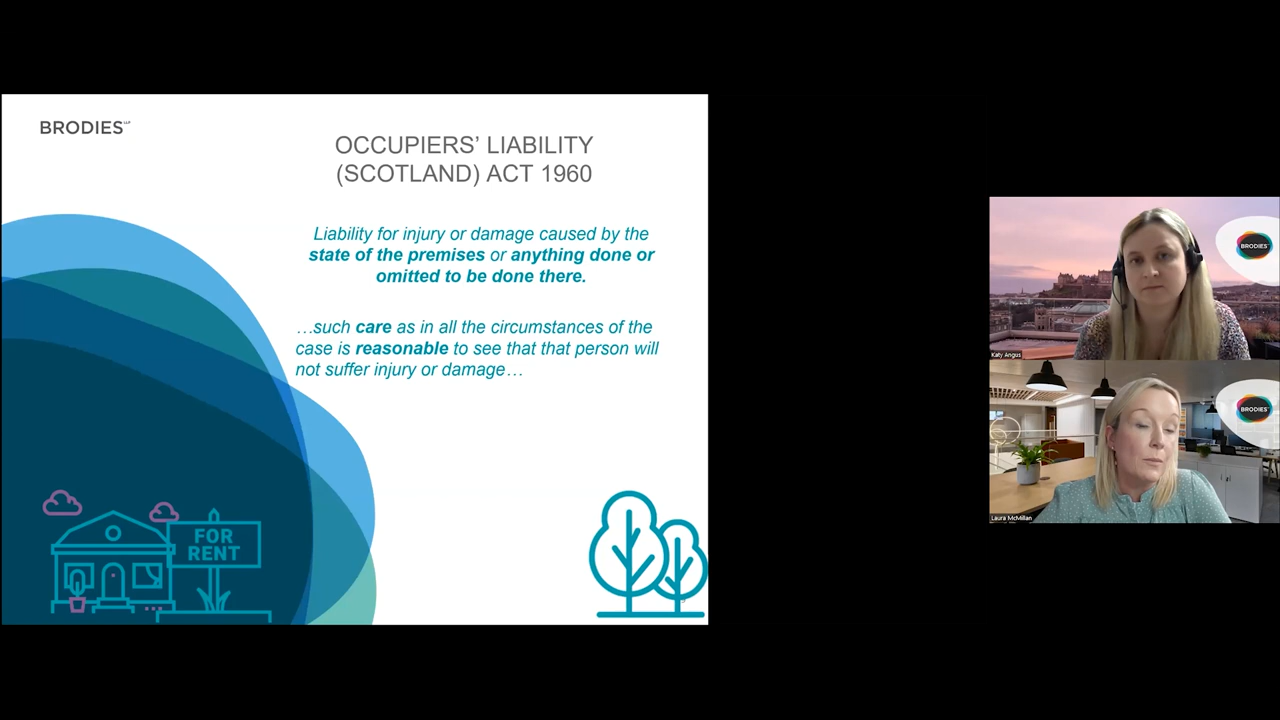 BRODIES LLP
OCCUPIERS' LIABILITY
(SCOTLAND) ACT 1960
Liability for injury or damage caused by the
state of the premises or anything done or
omitted to be done there.
…such care as in all the circumstances of the
case is reasonable to see that that person will
not suffer injury or damage…
FOR
RENT
BRODIES
Katy Angus
BRODIES
Laura McMillan